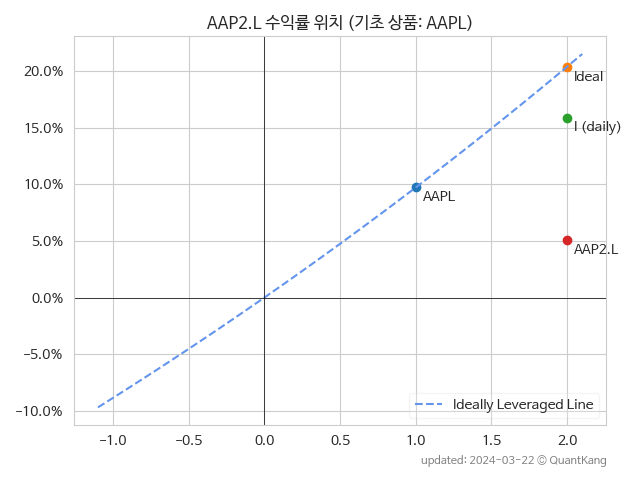 AAP2.L 수익률 위치 (기초 상품: AAPL)
20.0%
15.0%
10.0%
5.0%
0.0%
−5.0%
−10.0%
Ideal
I (daily)
AAPL
AAP2.L
Ideally Leveraged Line
−1.0 −0.5 0.0 0.5 1.0 1.5 2.0
updated: 2024-03-22 © QuantKang